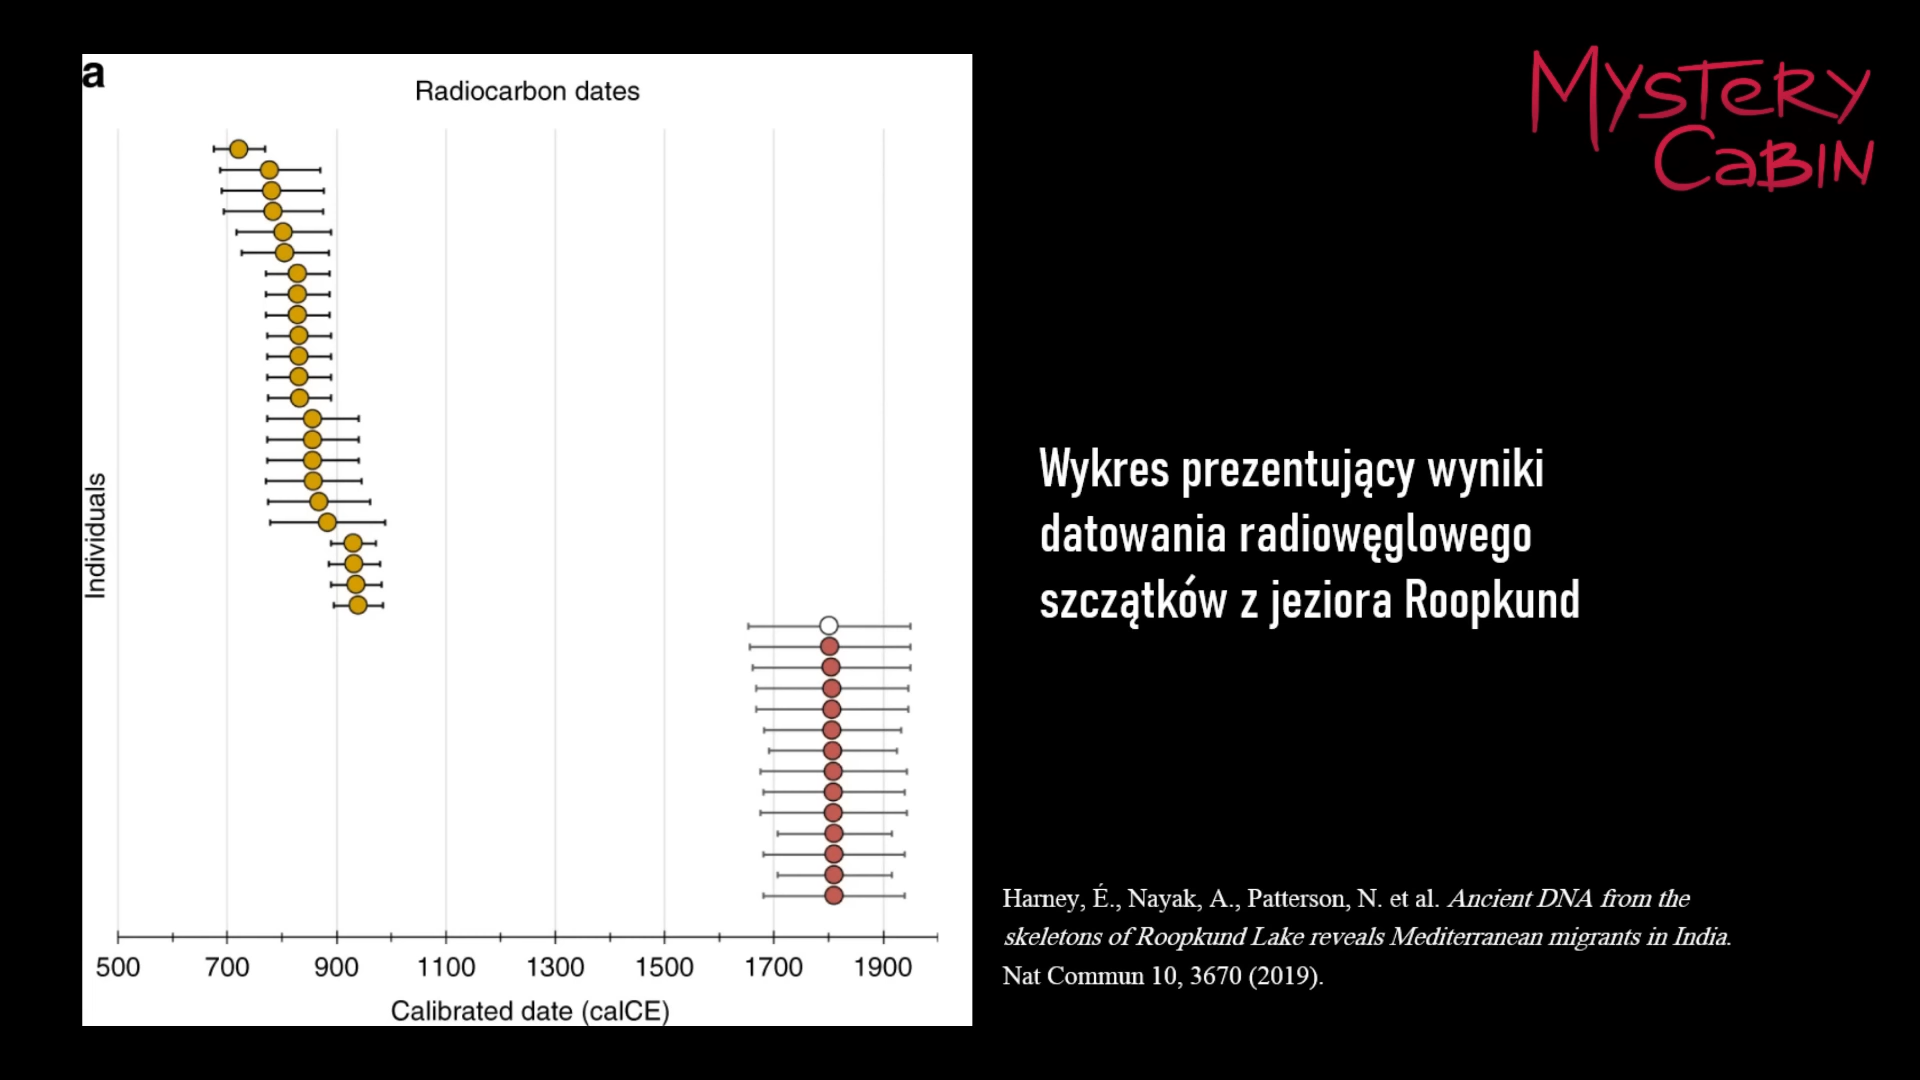 a
Radiocarbon dates
Individuals
500 700 900 1100 1300 1500 1700 1900
Calibrated date (calCE)
MYSTERY
CABIN
Wykres prezentujący wyniki
datowania radiowęglowego
szczątków z jeziora Roopkund
Harney, É., Nayak, A., Patterson, N. et al. Ancient DNA from the
skeletons of Roopkund Lake reveals Mediterranean migrants in India.
Nat Commun 10, 3670 (2019).